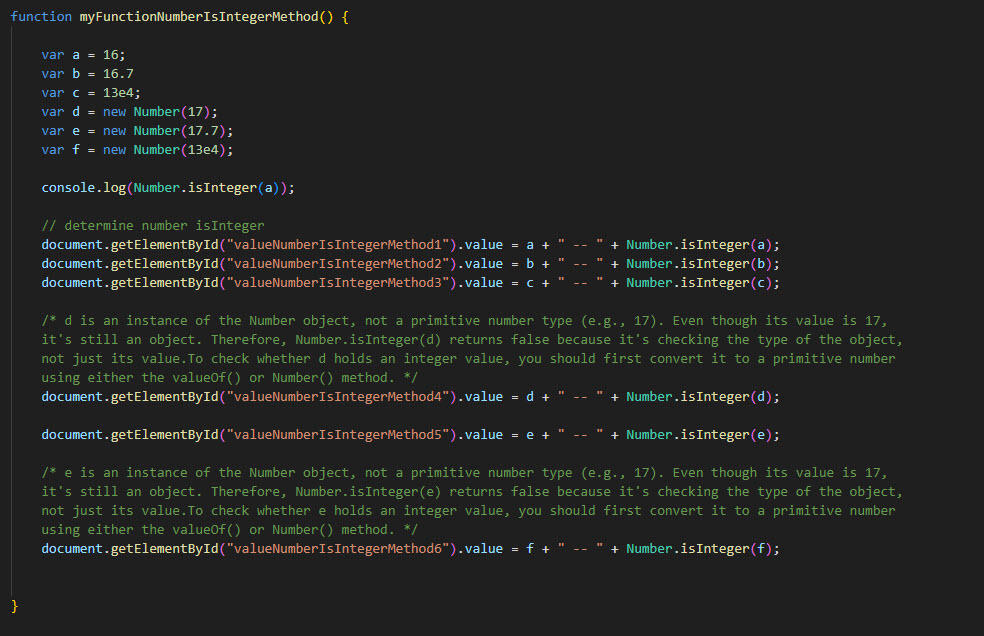 function myFunctionNumberIsIntegerMethod() {
var a = 16;
var b = 16.7
var c = 13e4;
var d = new Number(17);
var e = new Number(17.7);
var f = new Number(13e4);
console.log(Number.isInteger(a));
// determine number isInteger
document.getElementById("valueNumberIsIntegerMethod1").value = a + " -- " + Number.isInteger(a);
document.getElementById("valueNumberIsIntegerMethod2").value = b + " -- " + Number.isInteger(b);
document.getElementById("valueNumberIsIntegerMethod3").value = c + " -- " + Number.isInteger(c);
/* d is an instance of the Number object, not a primitive number type (e.g., 17). Even though its value is 17,
it's still an object. Therefore, Number.isInteger(d) returns false because it's checking the type of the object,
not just its value.To check whether d holds an integer value, you should first convert it to a primitive number
using either the valueOf() or Number() method. */
document.getElementById("valueNumberIsIntegerMethod4").value = d + " -- " + Number.isInteger(d);
document.getElementById("valueNumberIsIntegerMethod5").value = e + " -- " + Number.isInteger(e);
/* e is an instance of the Number object, not a primitive number type (e.g., 17). Even though its value is 17,
it's still an object. Therefore, Number.isInteger(e) returns false because it's checking the type of the object,
not just its value.To check whether e holds an integer value, you should first convert it to a primitive number
using either the valueOf() or Number() method. */
document.getElementById("valueNumberIsIntegerMethod6").value = f + " -- " + Number.isInteger(f);
}